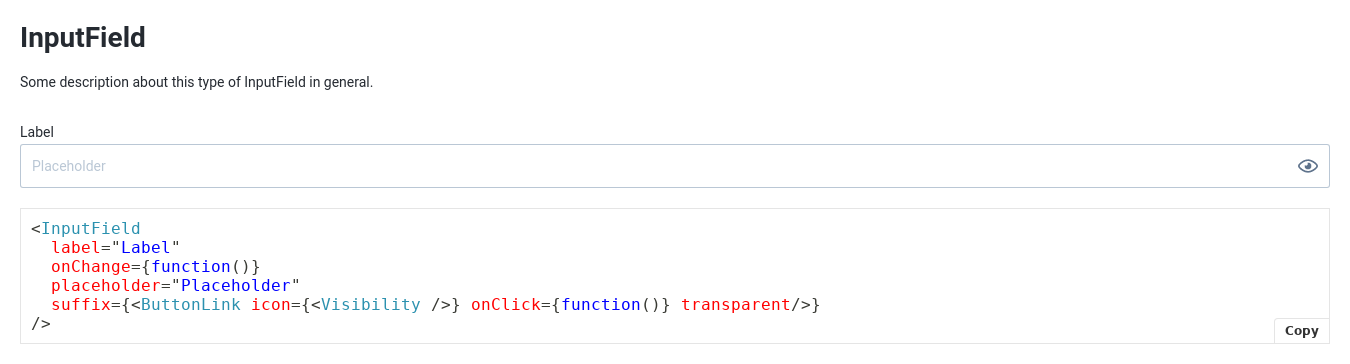 InputField
Some description about this type of InputField in general.
Label
Placeholder
<InputField
  label="Label"
  onChange={function()}
  placeholder="Placeholder"
  suffix={<ButtonLink icon={<Visibility />} onClick={function()} transparent/>}
/>
Copy